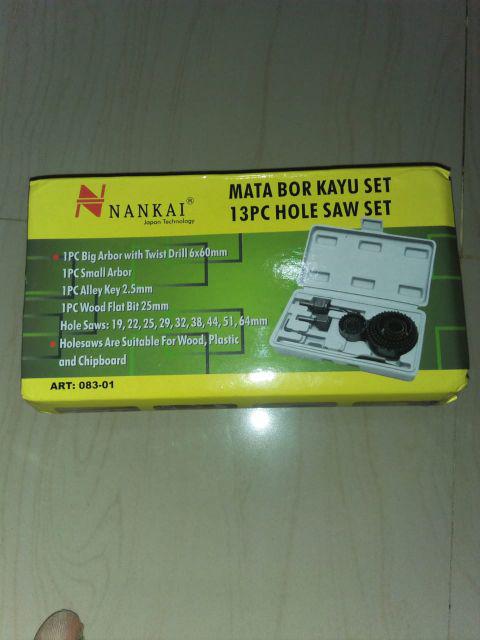 NANKAI®
Japan Technology
MATA BOR KAYU SET
13PC HOLE SAW SET
1PC Big Arbor with Twist Drill 6x60mm
1PC Small Arbor
1PC Alley Key 2.5mm
1PC Wood Flat Bit 25mm
Hole Saws: 19, 22, 25, 29, 32, 38, 44, 51, 64mm
Holesaws Are Suitable For Wood, Plastic
and Chipboard
ART: 083-01